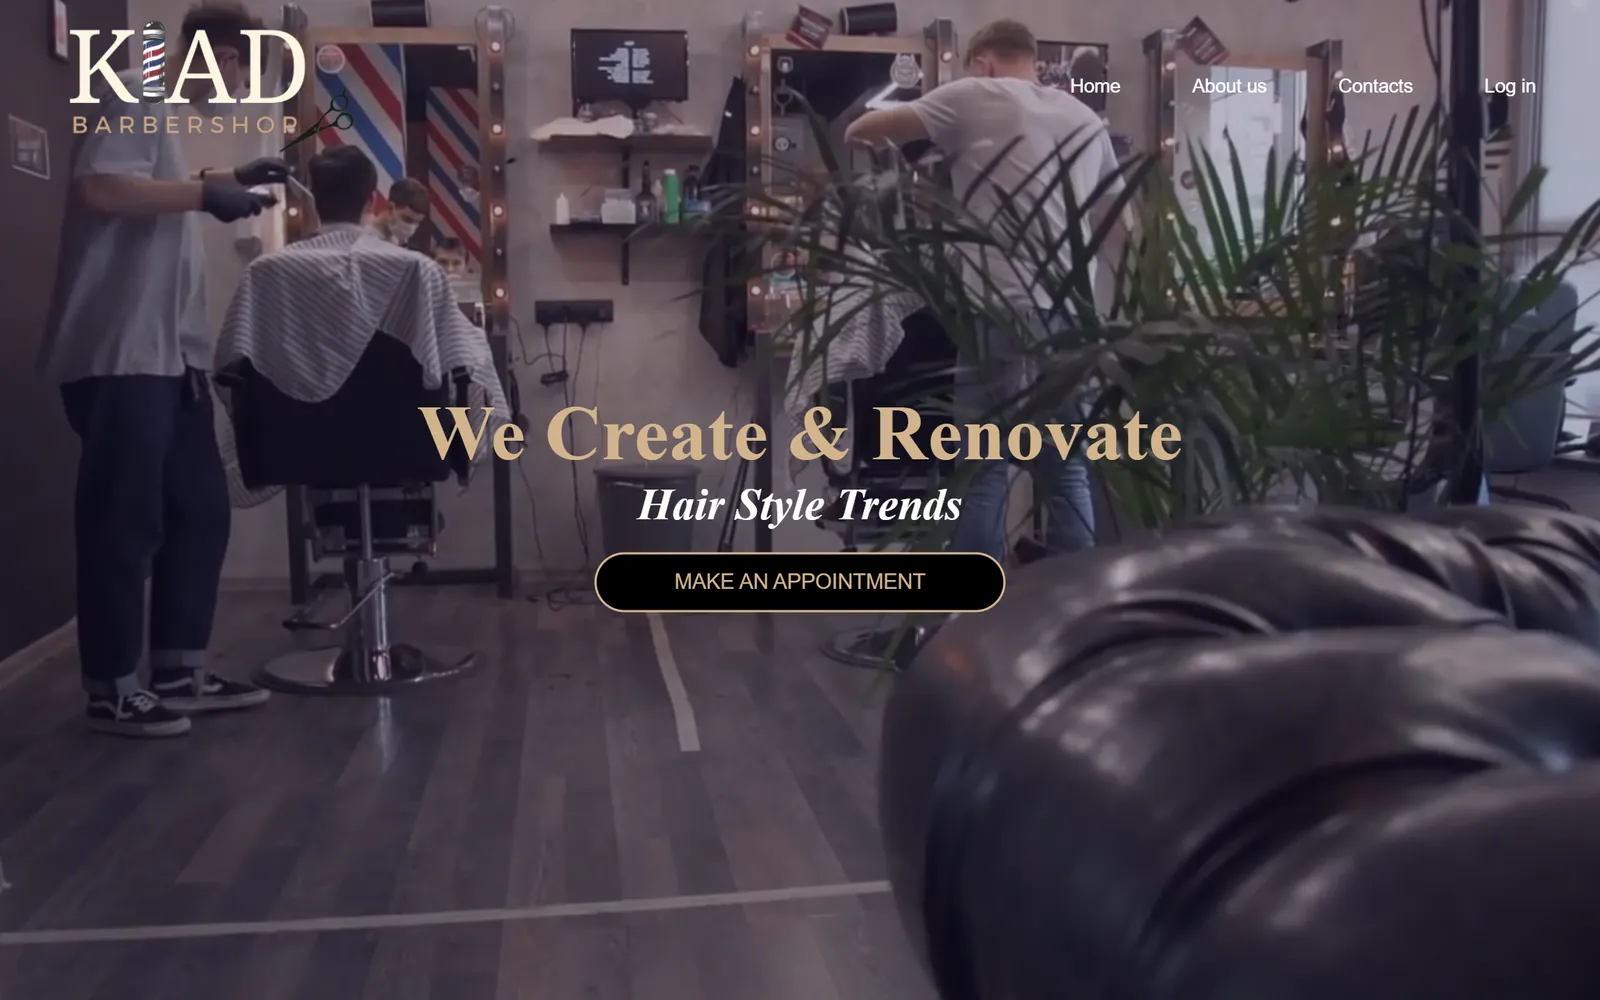 KIAD
BARBERSHOP
Home
About us
Contacts
Log in
We Create & Renovate
Hair Style Trends
MAKE AN APPOINTMENT